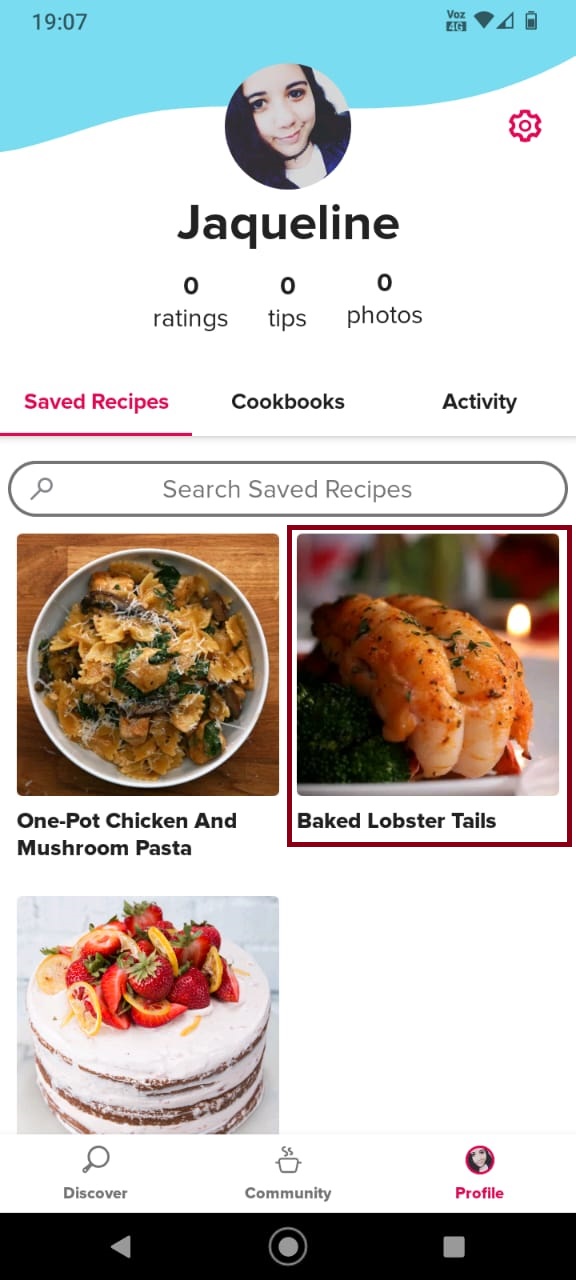 19:07
Voz
4G
Jaqueline
0
ratings
0
tips
0
photos
Saved Recipes
Cookbooks
Activity
Search Saved Recipes
One-Pot Chicken And
Mushroom Pasta
Baked Lobster Tails
Discover
Community
Profile